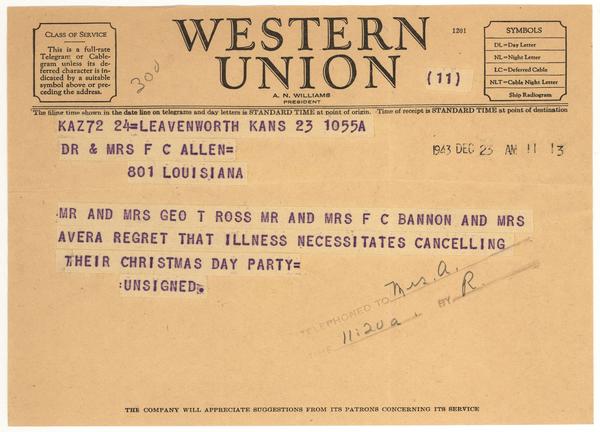 CLASS OF SERVICE
This is a full-rate
Telegram or Cable-
gram unless its de-
ferred character is in-
dicated by a suitable
symbol above or pre-
ceding the address.
300
WESTERN
UNION
A. N. WILLIAMS
PRESIDENT
1201
(11)
SYMBOLS
DL=Day Letter
NL=Night Letter
LC=Deferred Cable
NLT=Cable Night Letter
Ship Radiogram
The filing time shown in the date line on telegrams and day letters is STANDARD TIME at point of origin. Time of receipt is STANDARD TIME at point of destination
KAZ72 24=LEAVENWORTH KANS 23 1055A
DR & MRS F C ALLEN=
1943 DEC 23 AM 11 13
801 LOUISIANA
MR AND MRS GEO T ROSS MR AND MRS F C BANNON AND MRS
AVERA REGRET THAT ILLNESS NECESSITATES CANCELLING
THEIR CHRISTMAS DAY PARTY=
:UNSIGNED.
TELEPHONED TO Mrs. A.
TIME 11:20a BY R
THE COMPANY WILL APPRECIATE SUGGESTIONS FROM ITS PATRONS CONCERNING ITS SERVICE